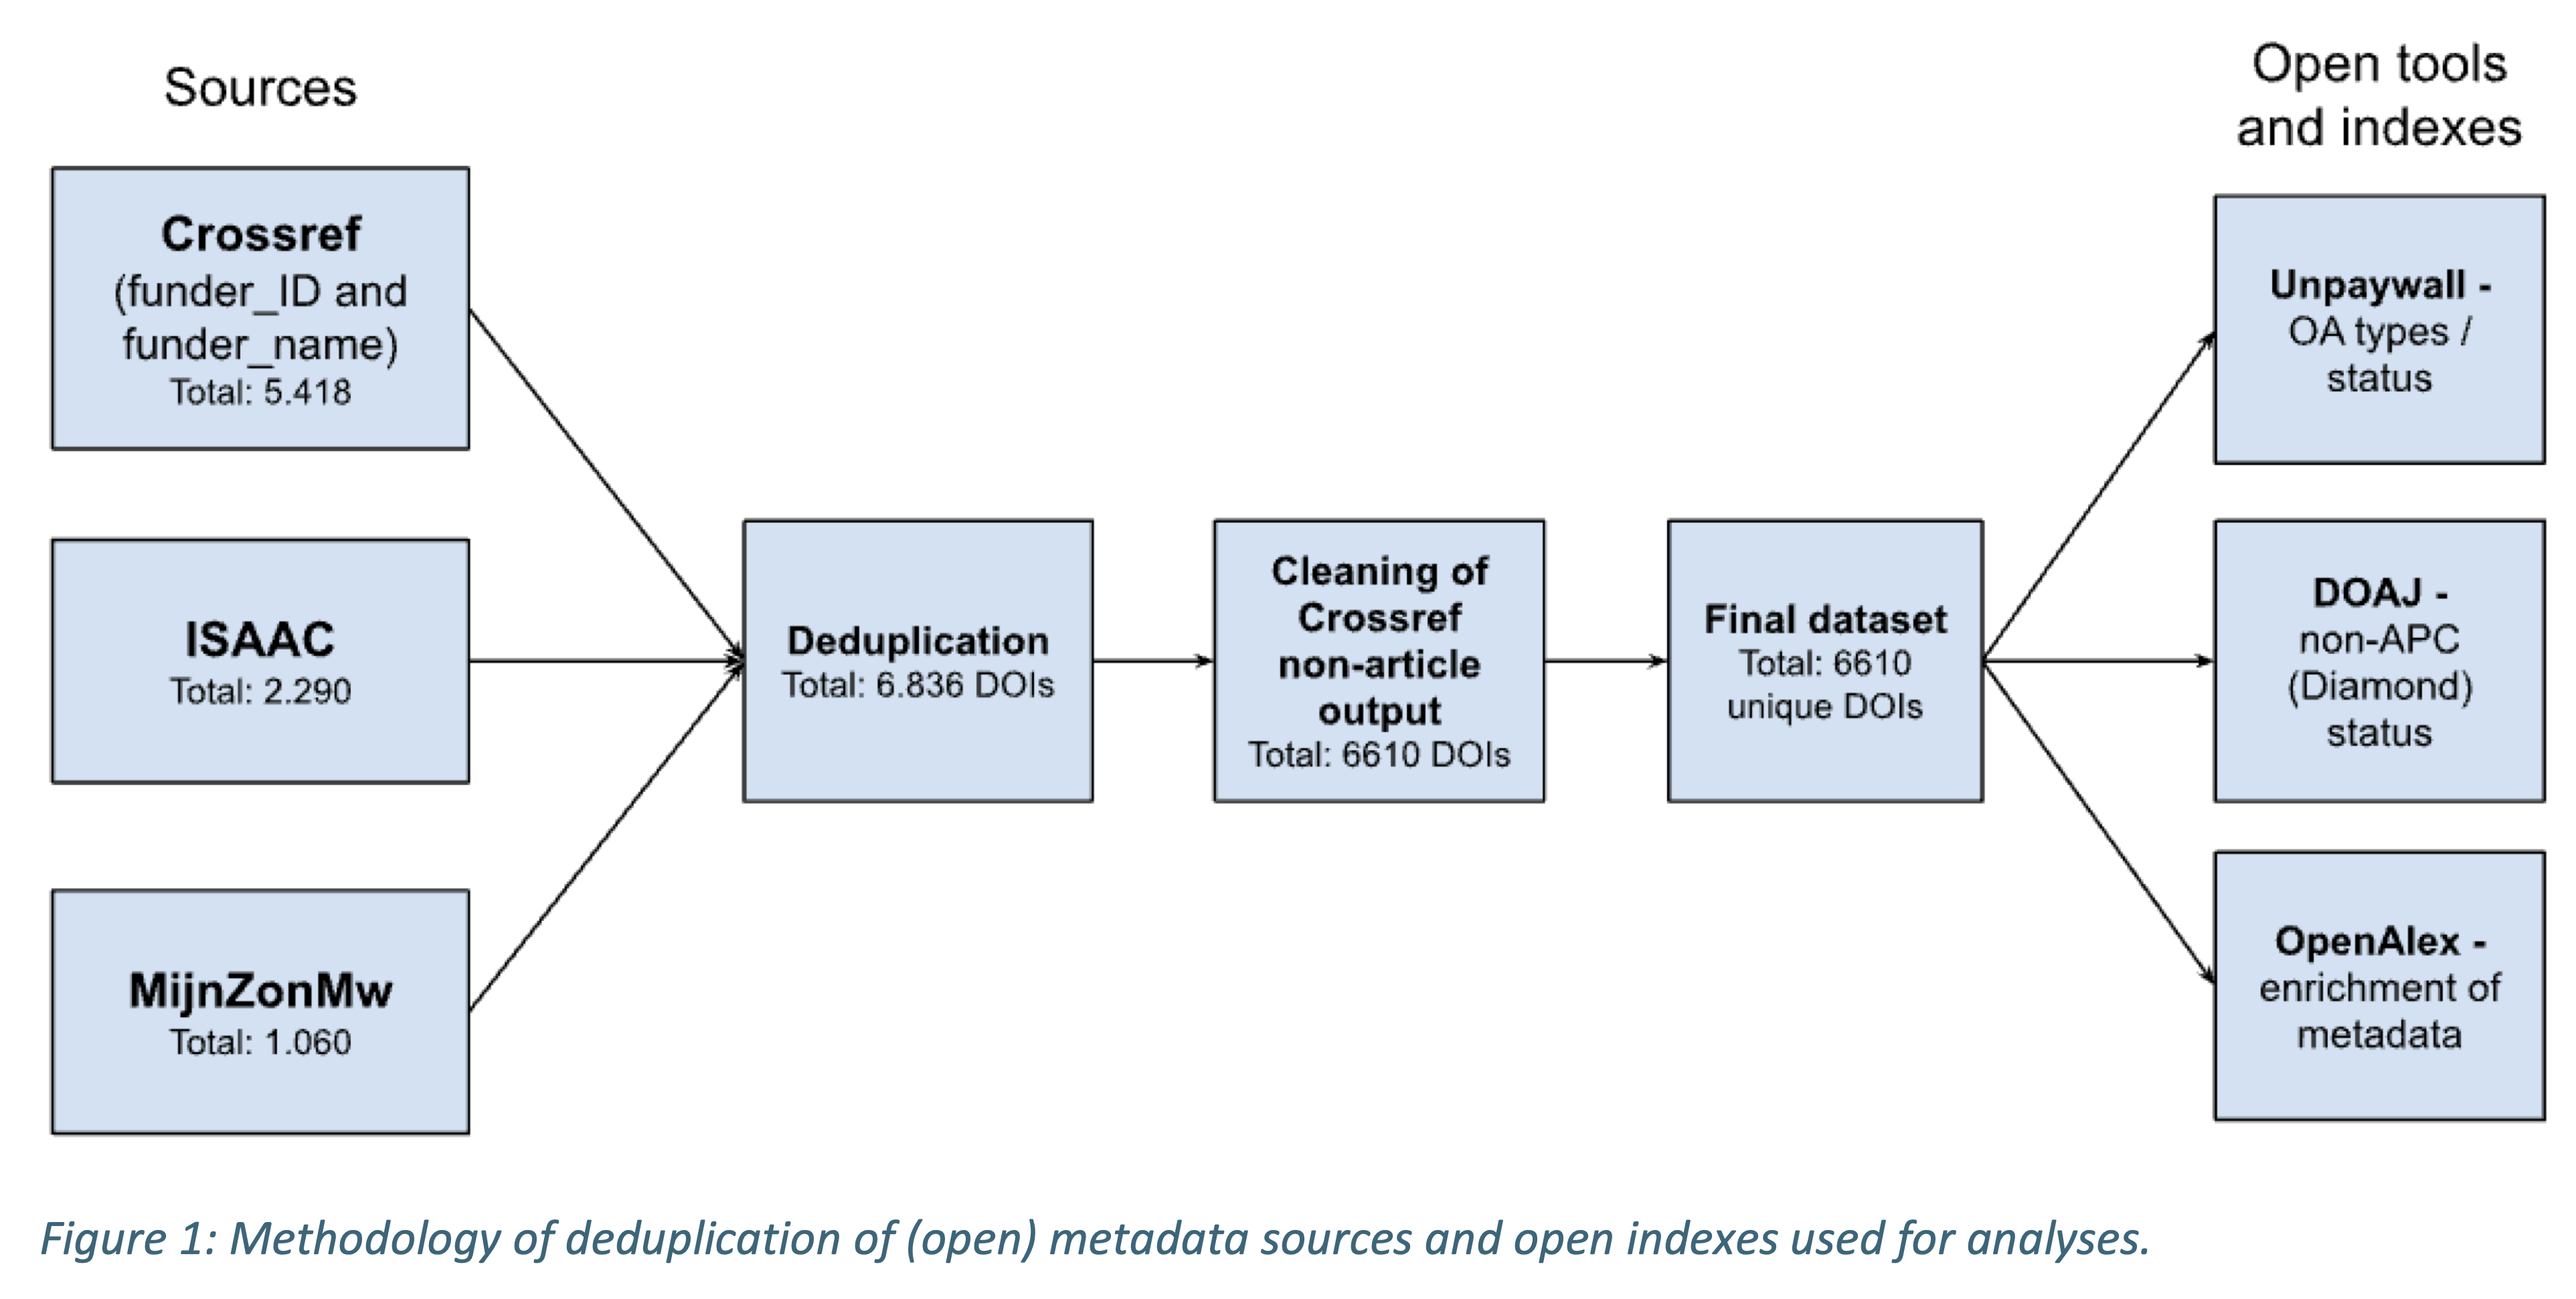 Sources
Crossref
(funder_ID and
funder_name)
Total: 5.418
ISAAC
Total: 2.290
MijnZonMw
Total: 1.060
Deduplication
Total: 6.836 DOIs
Cleaning of
Crossref
non-article
output
Total: 6610 DOIs
Final dataset
Total: 6610
unique DOIs
Open tools
and indexes
Unpaywall -
OA types /
status
DOAJ -
non-APC
(Diamond)
status
OpenAlex -
enrichment of
metadata
Figure 1: Methodology of deduplication of (open) metadata sources and open indexes used for analyses.